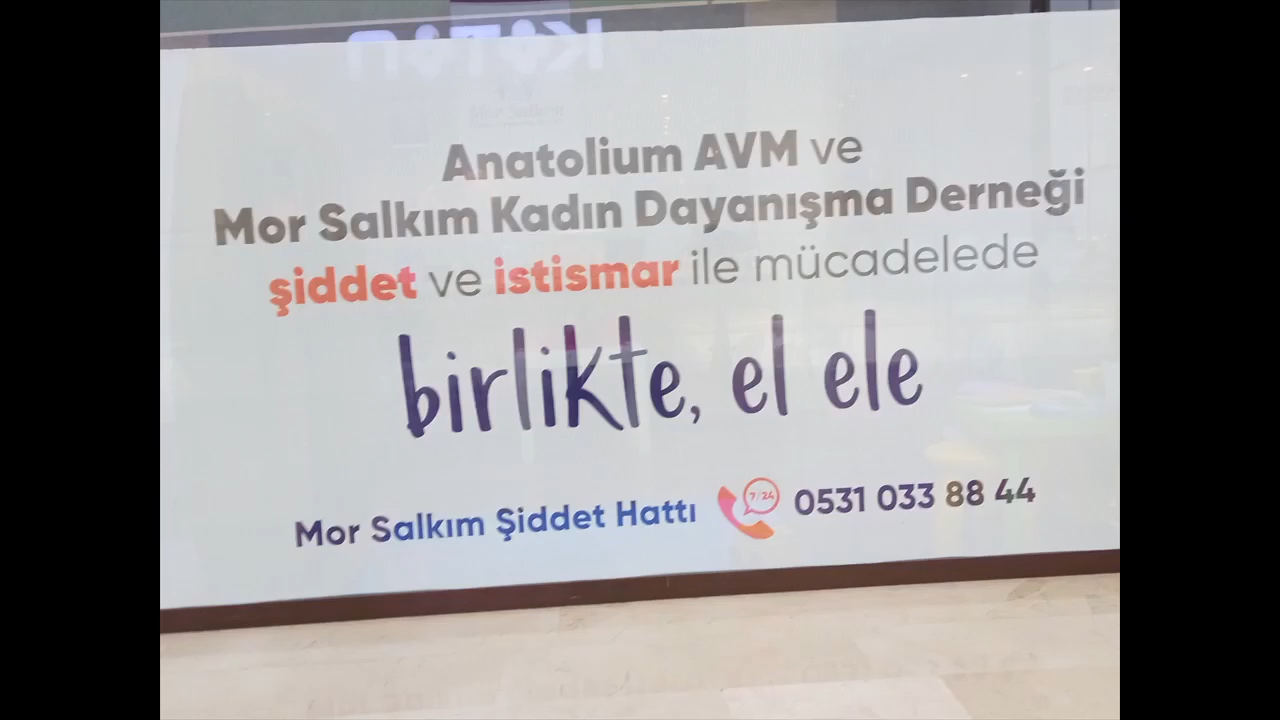 Anatolium AVM ve
Mor Salkım Kadın Dayanışma Derneği
şiddet ve istismar ile mücadelede
birlikte, el ele
Mor Salkım Şiddet Hattı 7/24 0531 033 88 44